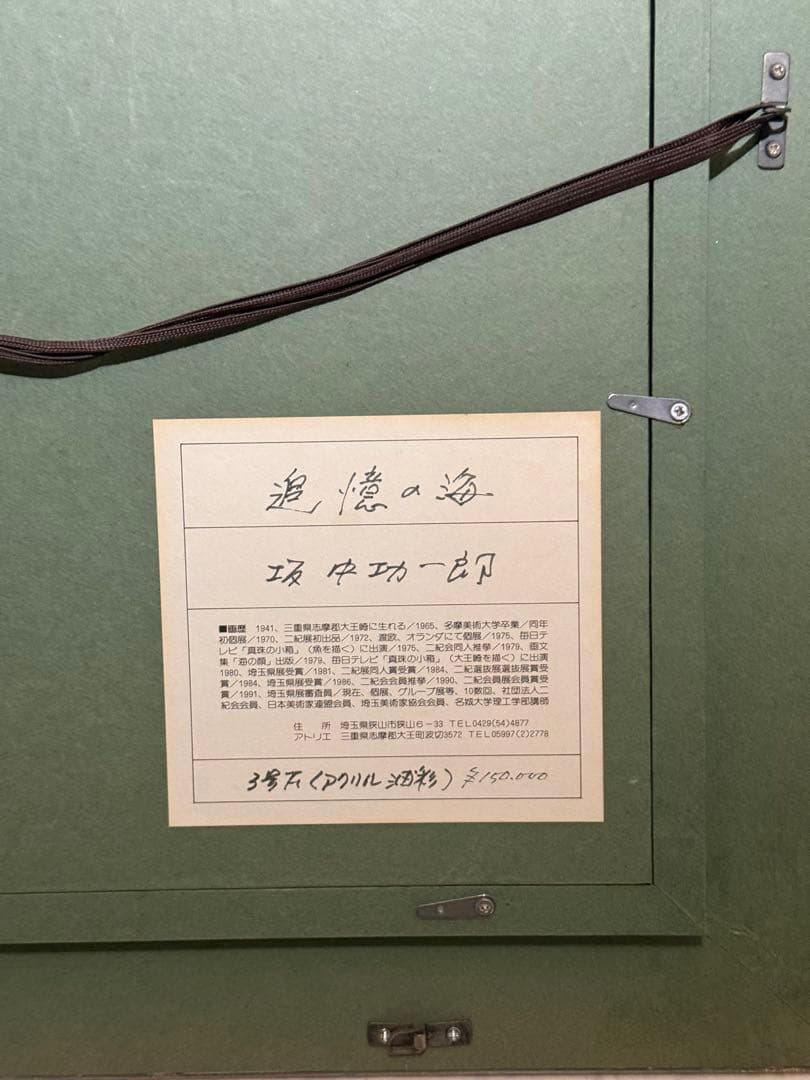 追憶の海
坂中功一郎
■画歴 1941、三重県志摩郡大王崎に生れる／1965、多摩美術大学卒業／同年
初個展／1970、二紀展初出品／1972、渡欧、オランダにて個展／1975、毎日テ
レビ「真珠の小箱」（魚を描く）に出演／1975、二紀会同人推挙／1979、画文
集「海の顔」出版／1979、毎日テレビ「真珠の小箱」（大王崎を描く）に出演
1980、埼玉県展受賞／1981、二紀展同人賞受賞／1984、二紀選抜展選抜展賞受
賞／1984、埼玉県展受賞／1986、二紀会会員推挙／1990、二紀会員展会員賞受
賞／1991、埼玉県展審査員／現在、個展、グループ展等、10数回、社団法人二
紀会会員、日本美術家連盟会員、埼玉美術家協会会員、名城大学理工学部講師
住 所 埼玉県狭山市狭山6－33 TEL0429(54)4877
アトリエ 三重県志摩郡大王町波切3572 TEL05997(2)2778
3号大(アクリル油彩) ¥150.000